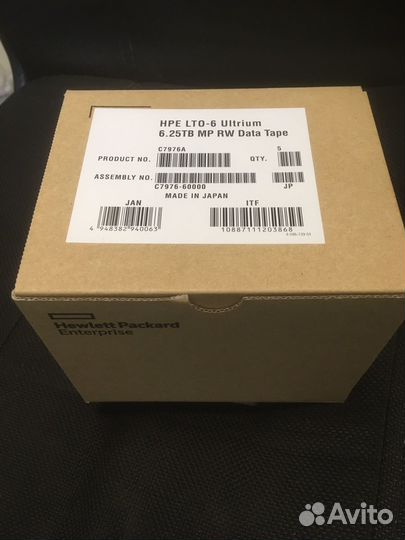 HPE LTO-6 Ultrium
6.25TB MP RW Data Tape
C7976A 5
PRODUCT NO. QTY.
ASSEMBLY NO.
C7976-60000 JP
MADE IN JAPAN
JAN ITF
4 948382 940063 10887111203868
Hewlett Packard
Enterprise
Avito